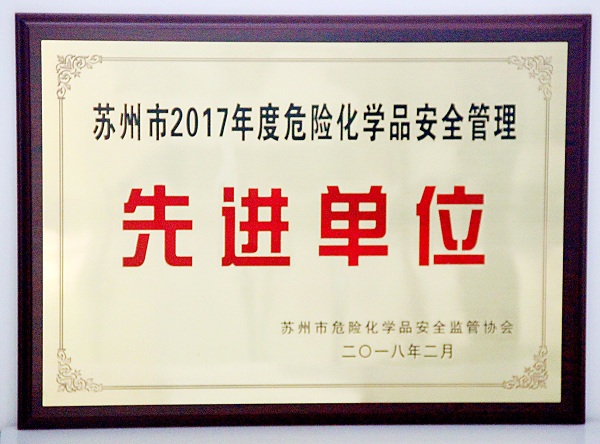 苏州市2017年度危险化学品安全管理
先进单位
苏州市危险化学品安全监管协会
二〇一八年二月